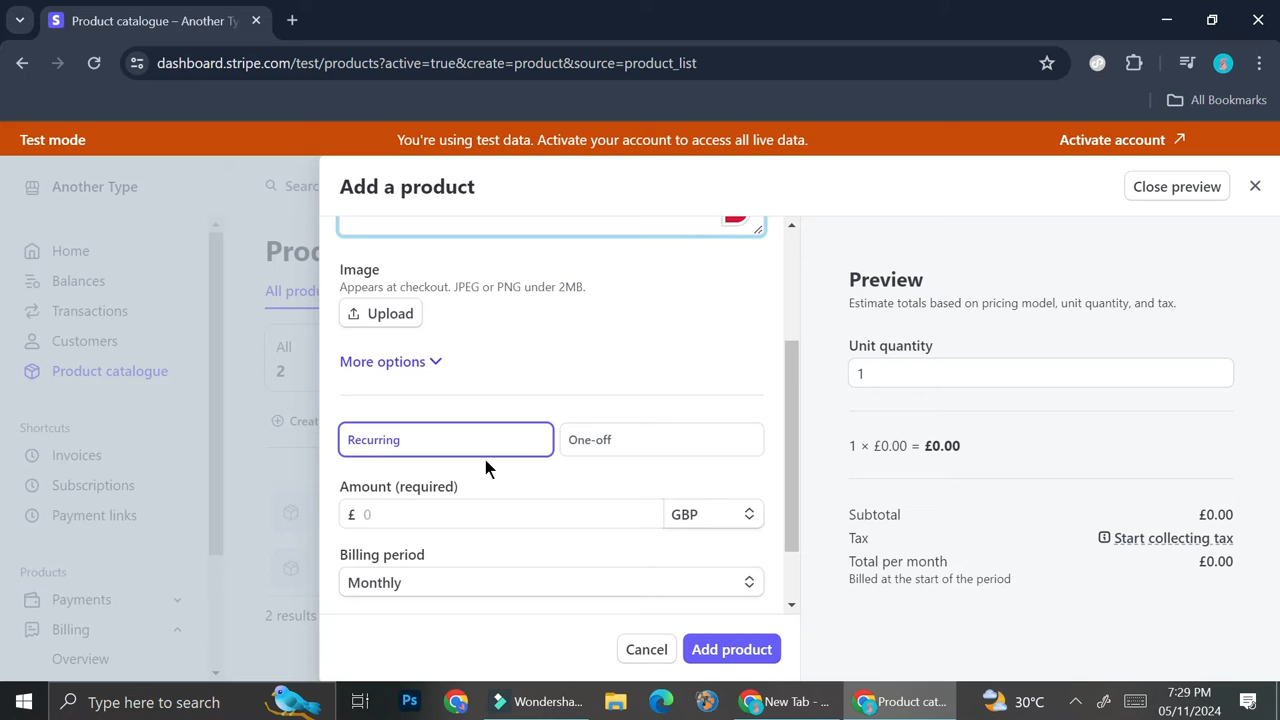 Product catalogue – Another Ty
dashboard.stripe.com/test/products?active=true&create=product&source=product_list
All Bookmarks
Test mode
You're using test data. Activate your account to access all live data.
Activate account
Another Type
Searc
Add a product
Close preview
Home
Balances
Transactions
Customers
Product catalogue
Shortcuts
Invoices
Subscriptions
Payment links
Products
Payments
Billing
Overview
Proc
All produ
All
2
Creat
2 results
Image
Appears at checkout. JPEG or PNG under 2MB.
Upload
More options
Recurring
One-off
Amount (required)
£ 0
GBP
Billing period
Monthly
Cancel
Add product
Preview
Estimate totals based on pricing model, unit quantity, and tax.
Unit quantity
1
1 × £0.00 = £0.00
Subtotal £0.00
Tax Start collecting tax
Total per month £0.00
Billed at the start of the period
Type here to search
Ps
Wondersha...
New Tab - ...
Product cat...
30°C
7:29 PM
05/11/2024